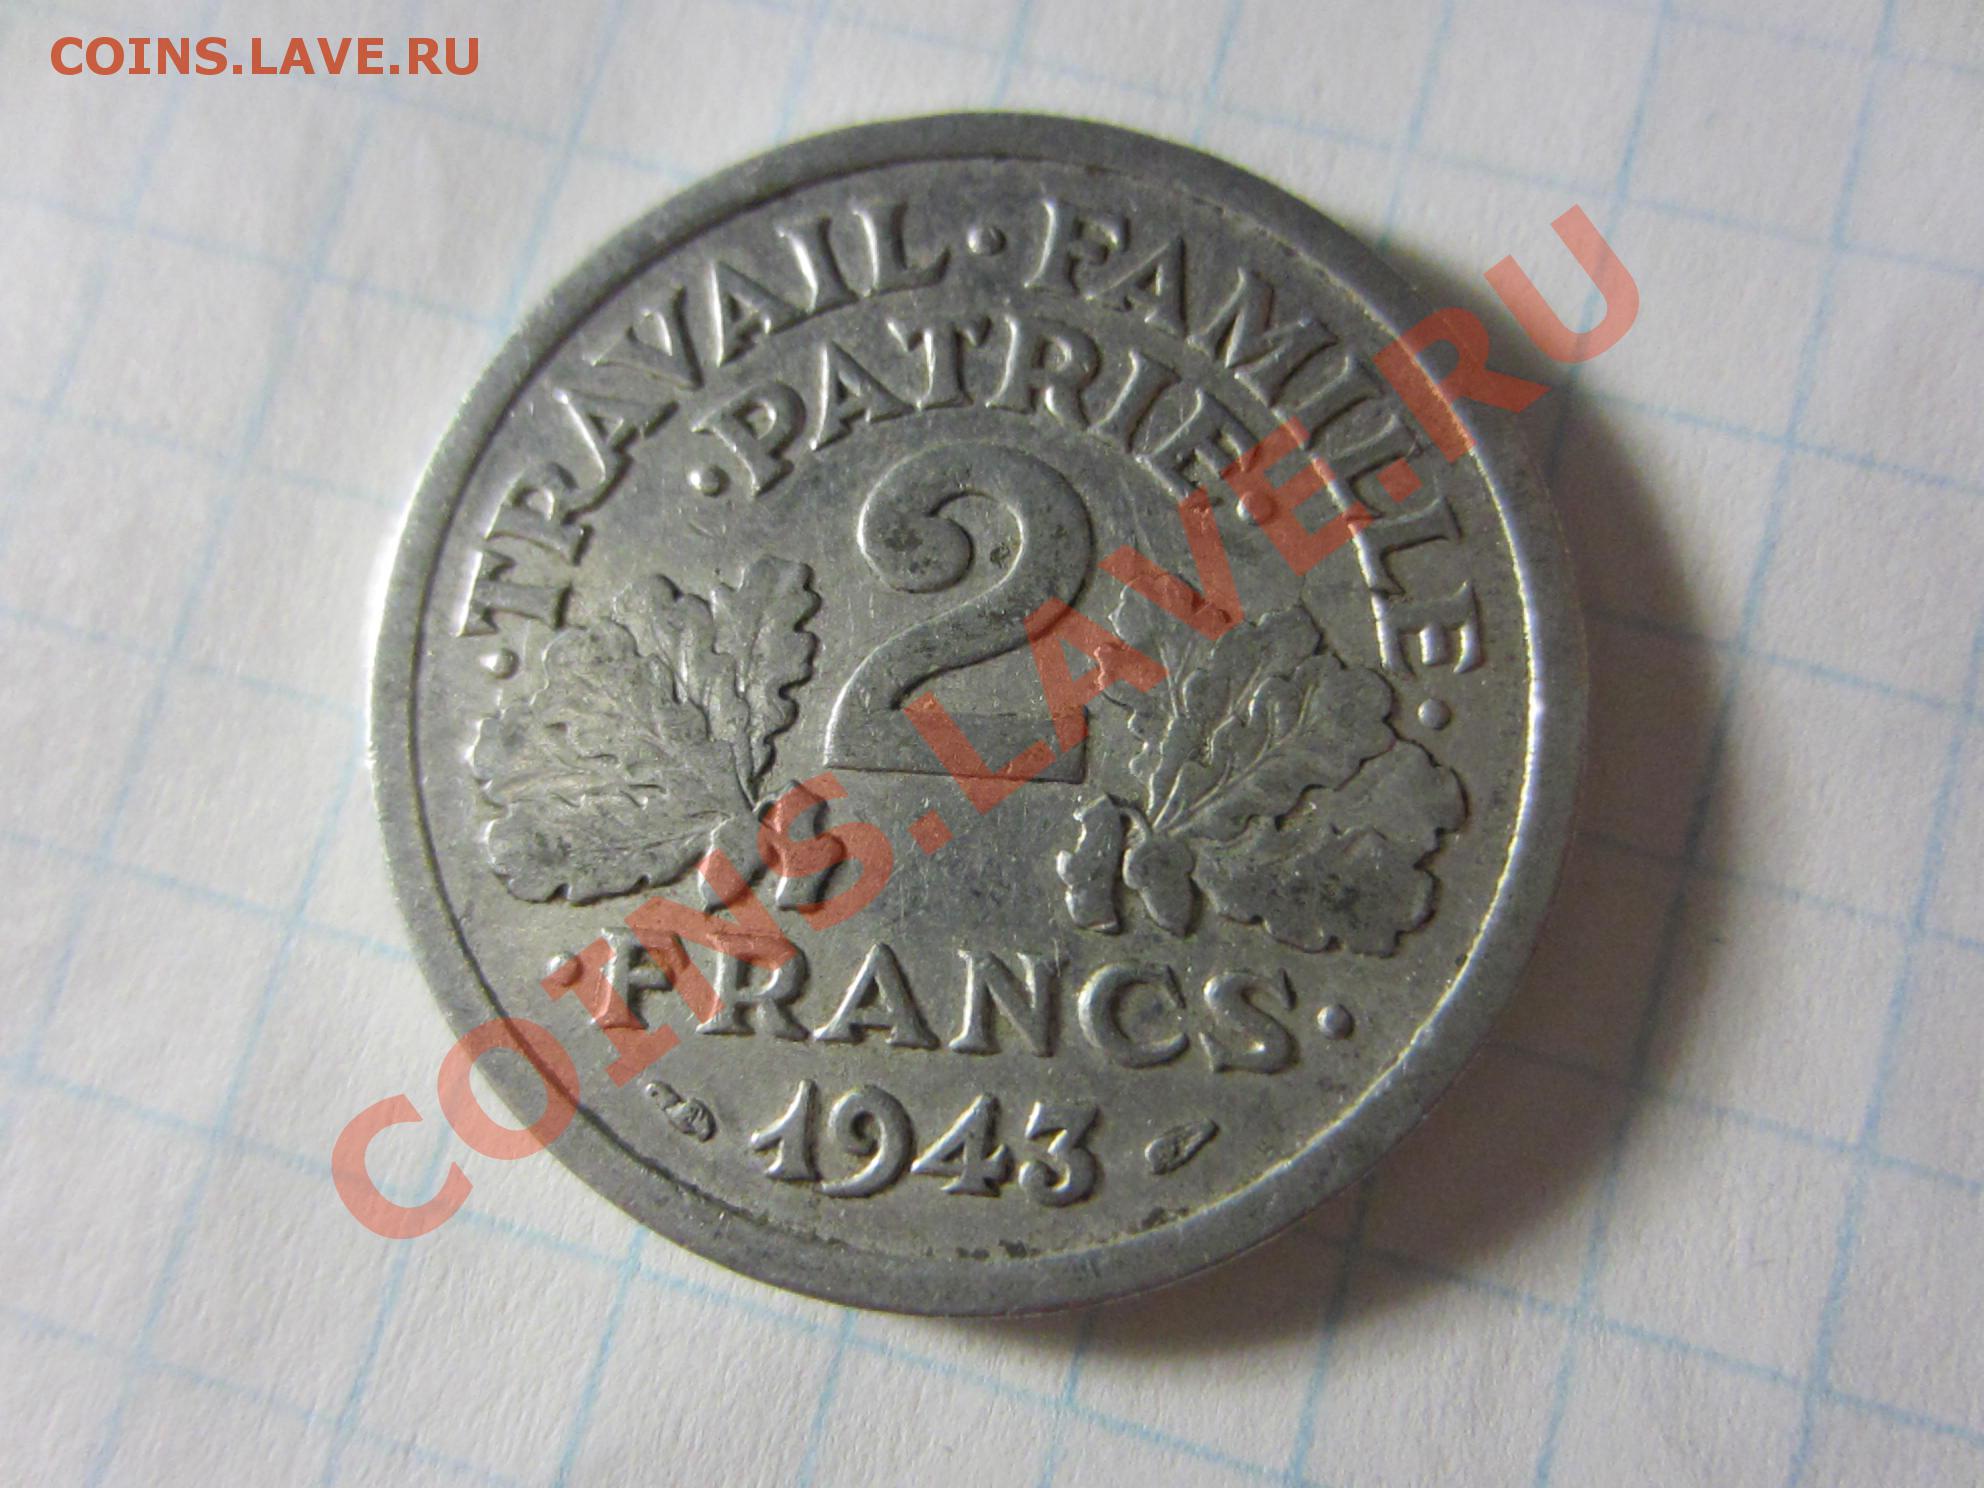 COINS.LAVE.RU
· TRAVAIL · FAMILLE ·
· PATRIE ·
2
· FRANCS ·
1943
COINS.LAVE.RU